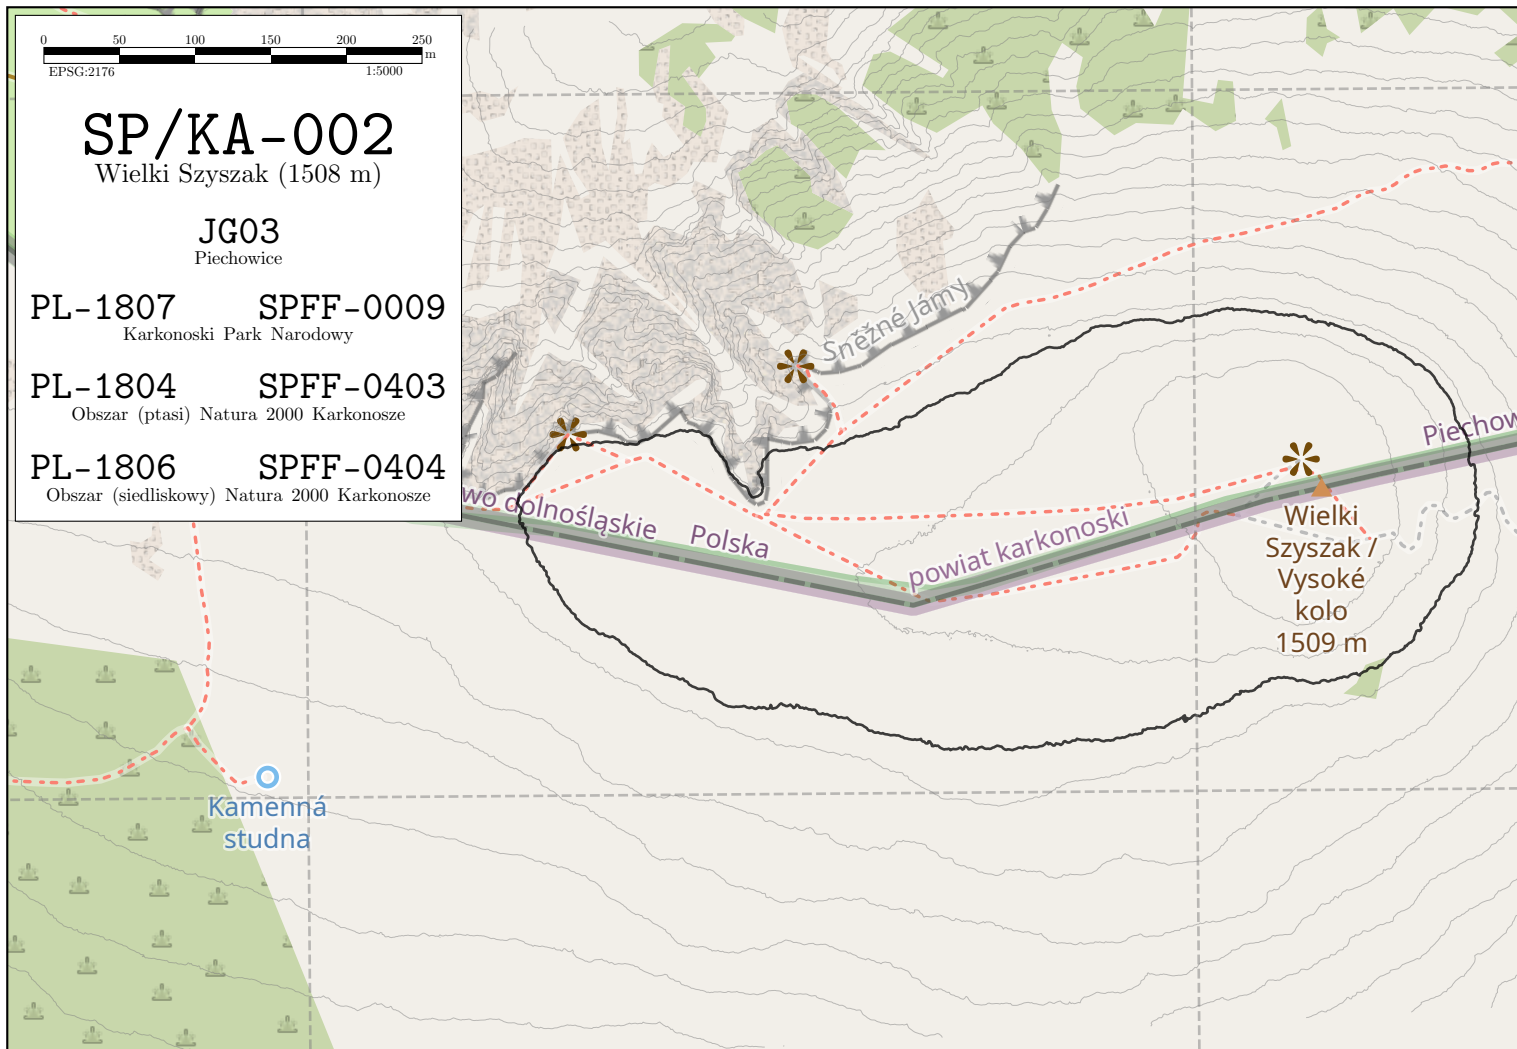 0 50 100 150 200 250
m
EPSG:2176 1:5000
SP/KA-002
Wielki Szyszak (1508 m)
JG03
Piechowice
PL-1807 SPFF-0009
Karkonoski Park Narodowy
PL-1804 SPFF-0403
Obszar (ptasi) Natura 2000 Karkonosze
PL-1806 SPFF-0404
Obszar (siedliskowy) Natura 2000 Karkonosze
Sněžné Jámy
Piechow
wo dolnośląskie
Polska
powiat karkonoski
Wielki
Szyszak /
Vysoké
kolo
1509 m
Kamenná
studna